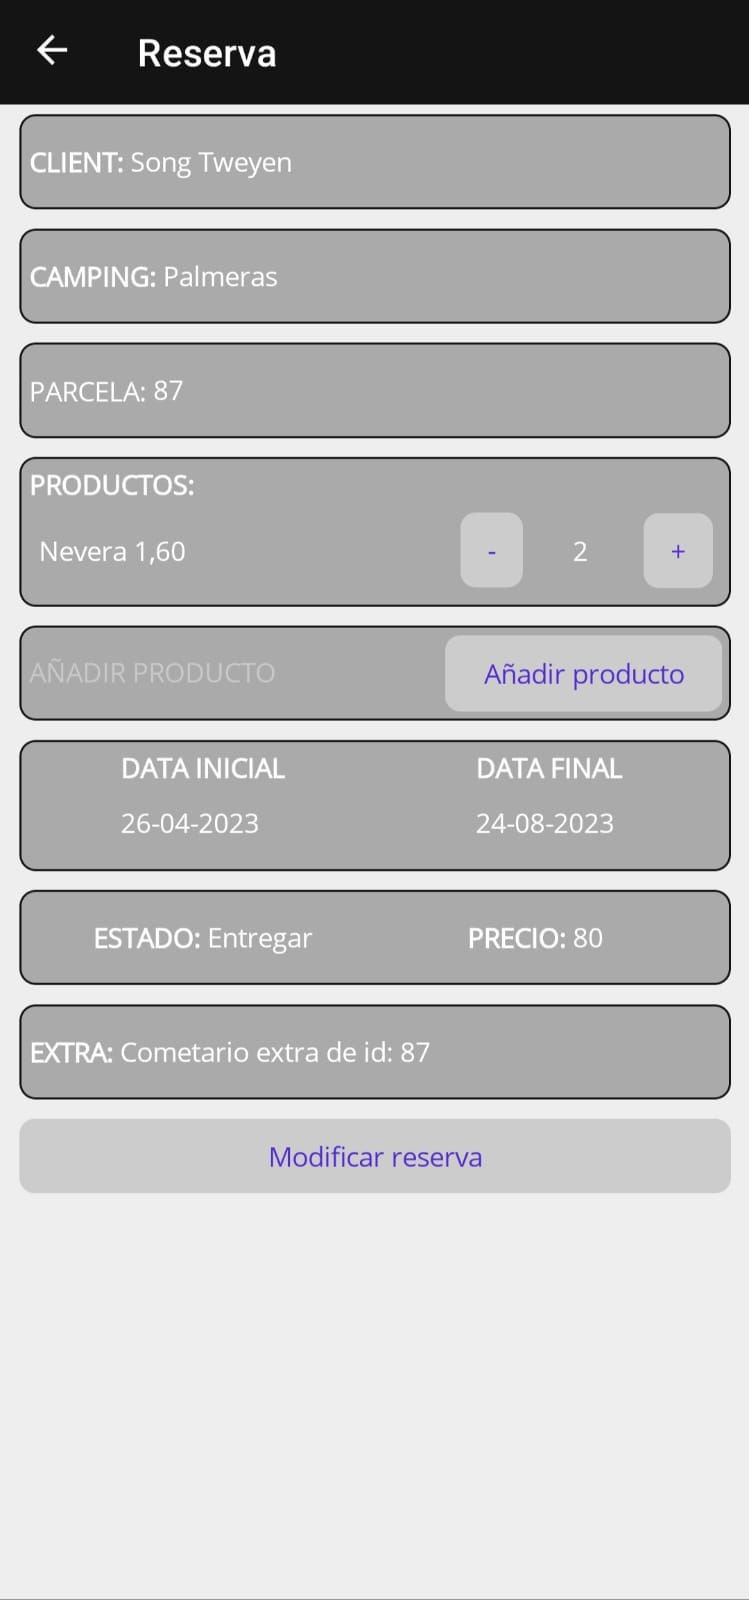 Reserva
CLIENT: Song Tweyen
CAMPING: Palmeras
PARCELA: 87
PRODUCTOS:
Nevera 1,60 - 2 +
AÑADIR PRODUCTO Añadir producto
DATA INICIAL DATA FINAL
26-04-2023 24-08-2023
ESTADO: Entregar PRECIO: 80
EXTRA: Cometario extra de id: 87
Modificar reserva